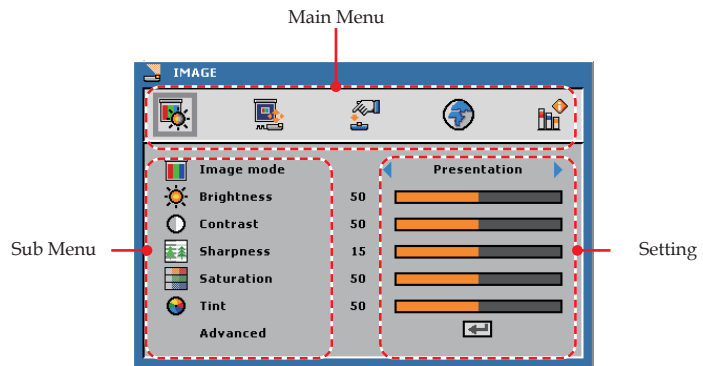 Main Menu
IMAGE
Image mode Presentation
Brightness 50
Contrast 50
Sub Menu
Sharpness 15
Setting
Saturation 50
Tint 50
Advanced